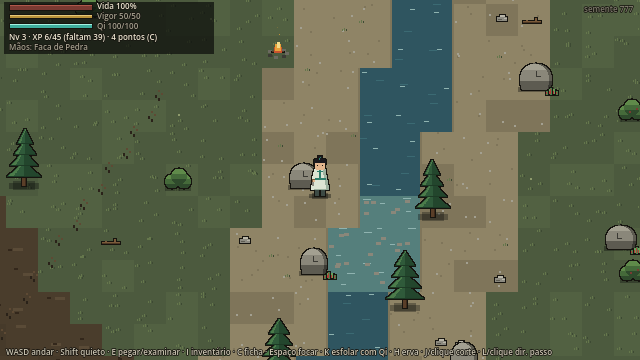 Vida 100%
Vigor 50/50
Qi 100/100
Nv 3 · XP 6/45 (faltam 39) · 4 pontos (C)
Mãos: Faca de Pedra
semente 777
WASD andar · Shift quieto · E pegar/examinar · I inventário · C ficha · Espaço focar · K esfolar com Qi · H erva · J/clique corte · L/clique dir. passo